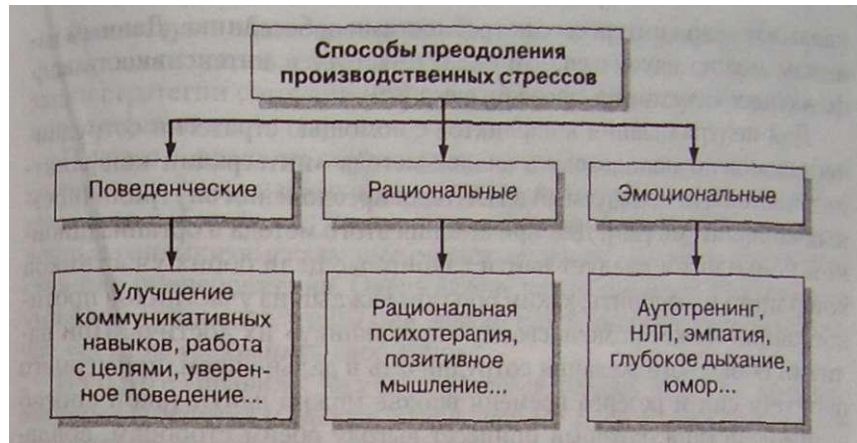 Способы преодоления
производственных стрессов
Поведенческие
Рациональные
Эмоциональные
Улучшение
коммуникативных
навыков, работа
с целями, уверен-
ное поведение...
Рациональная
психотерапия,
позитивное
мышление...
Аутотренинг,
НЛП, эмпатия,
глубокое дыхание,
юмор...